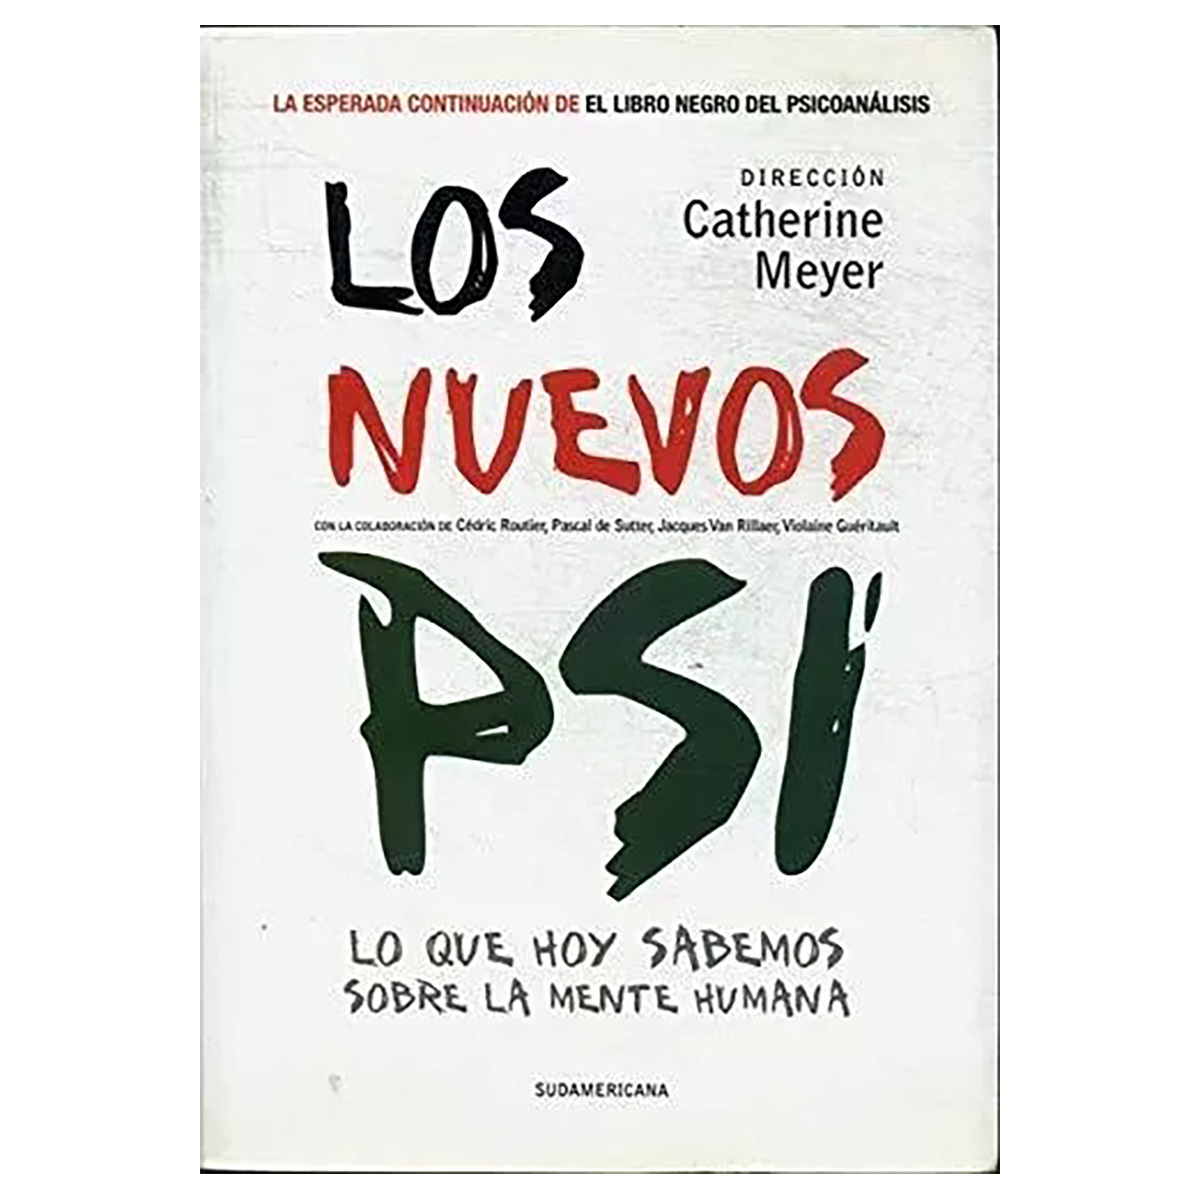 LA ESPERADA CONTINUACIÓN DE EL LIBRO NEGRO DEL PSICOANÁLISIS
LOS
DIRECCIÓN
Catherine
Meyer
NUEVOS
CON LA COLABORACIÓN DE Cédric Routier, Pascal de Sutter, Jacques Van Rillaer, Violaine Guéritault
PSI
LO QUE HOY SABEMOS
SOBRE LA MENTE HUMANA
SUDAMERICANA